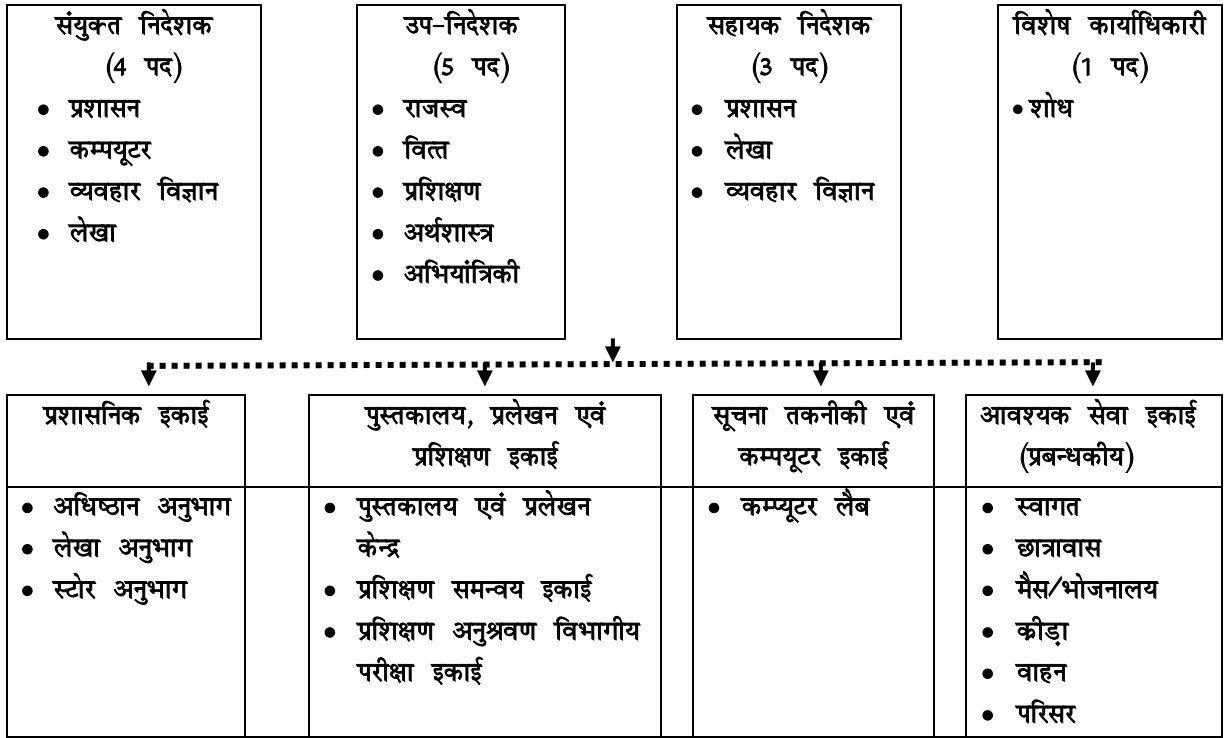 संयुक्त निदेशक
(4 पद)
• प्रशासन
• कम्पयूटर
• व्यवहार विज्ञान
• लेखा
उप-निदेशक
(5 पद)
• राजस्व
• वित्त
• प्रशिक्षण
• अर्थशास्त्र
• अभियांत्रिकी
सहायक निदेशक
(3 पद)
• प्रशासन
• लेखा
• व्यवहार विज्ञान
विशेष कार्याधिकारी
(1 पद)
• शोध
प्रशासनिक इकाई
• अधिष्ठान अनुभाग
• लेखा अनुभाग
• स्टोर अनुभाग
पुस्तकालय, प्रलेखन एवं
प्रशिक्षण इकाई
• पुस्तकालय एवं प्रलेखन
केन्द्र
• प्रशिक्षण समन्वय इकाई
• प्रशिक्षण अनुश्रवण विभागीय
परीक्षा इकाई
सूचना तकनीकी एवं
कम्पयूटर इकाई
• कम्प्यूटर लैब
आवश्यक सेवा इकाई
(प्रबन्धकीय)
• स्वागत
• छात्रावास
• मैस/भोजनालय
• क्रीड़ा
• वाहन
• परिसर